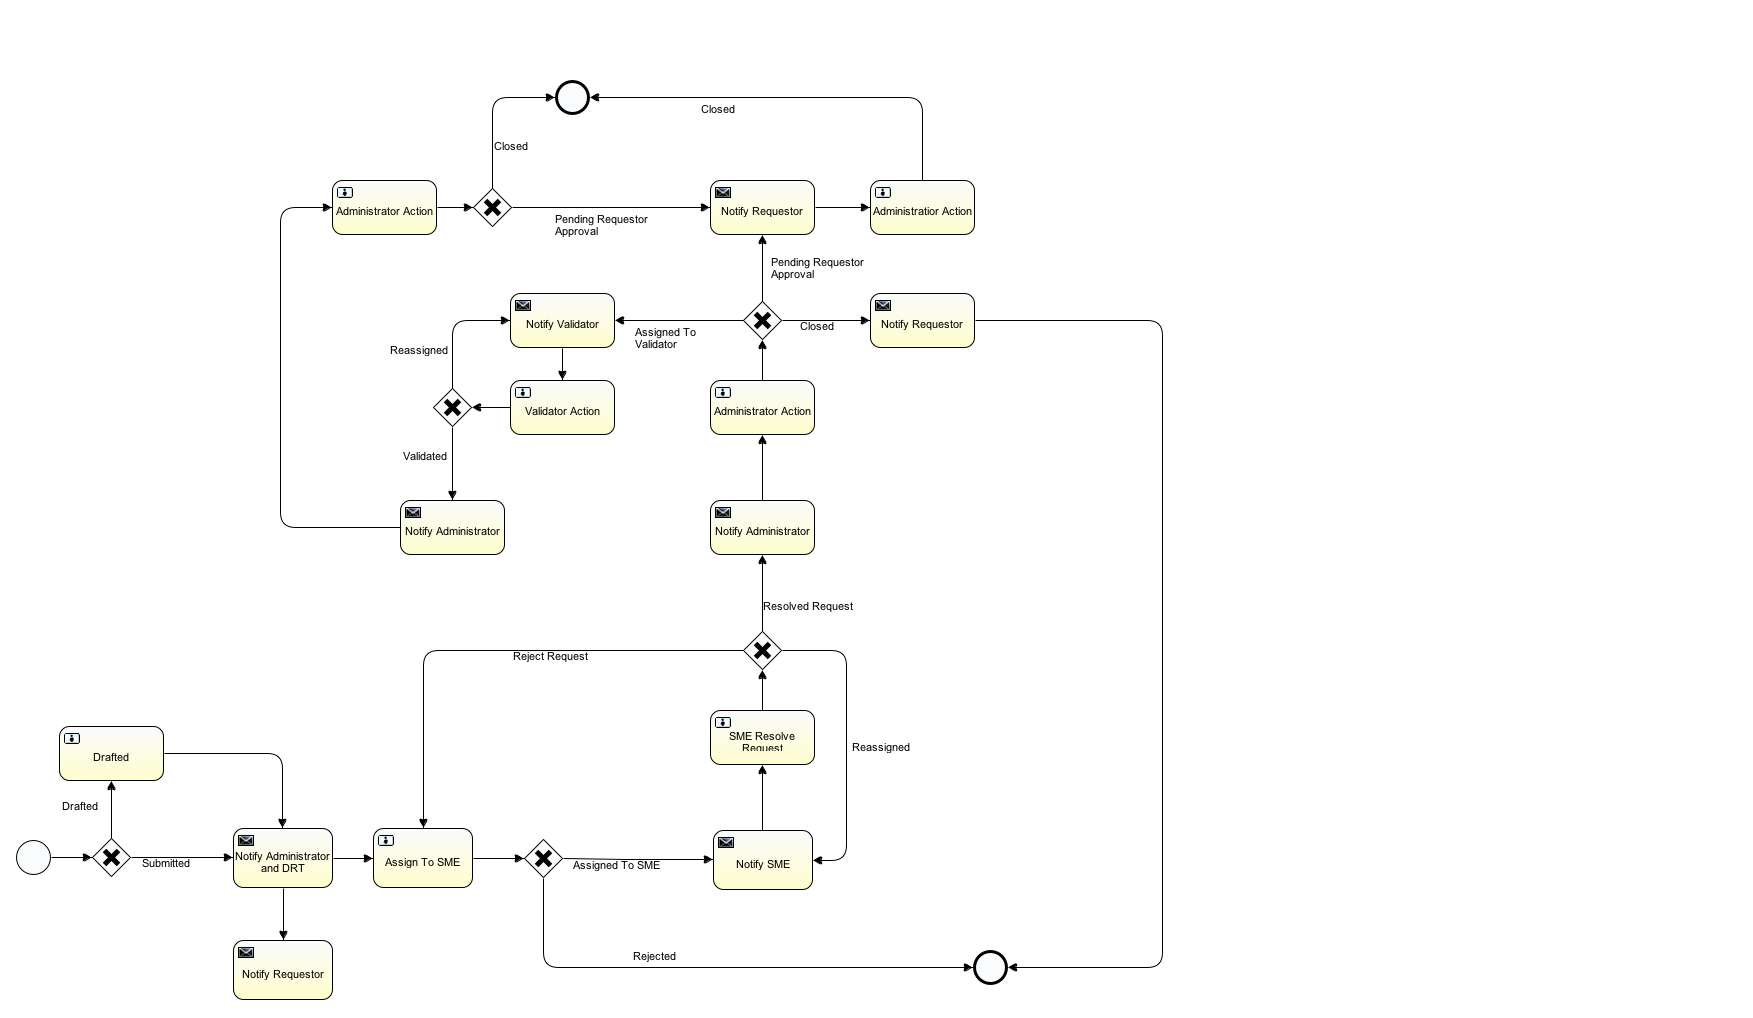 Closed
Closed
Administrator Action
Pending Requestor
Approval
Notify Requestor
Administratior Action
Pending Requestor
Approval
Notify Validator
Assigned To
Validator
Closed
Notify Requestor
Reassigned
Validator Action
Administrator Action
Validated
Notify Administrator
Notify Administrator
Resolved Request
Reject Request
SME Resolve
Request
Reassigned
Drafted
Drafted
Submitted
Notify Administrator
and DRT
Assign To SME
Assigned To SME
Notify SME
Rejected
Notify Requestor